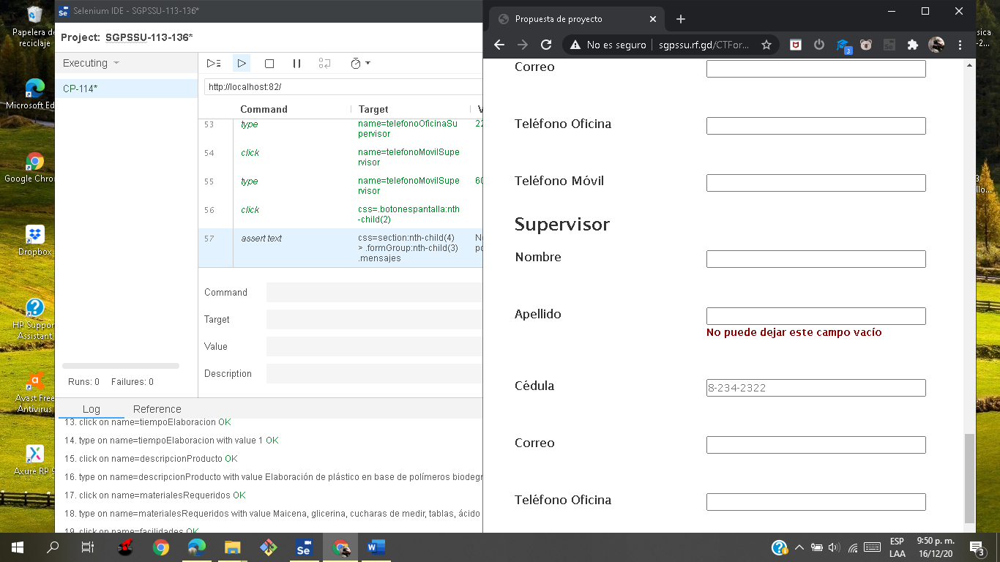 Papelera de
reciclaje
Microsoft Ed
Google Chro
Dropbox
HP Suppor
Assistant
Avast Free
Antivirus
Axure RP 9
Selenium IDE - SGPSSU-113-136*
Project: SGPSSU-113-136*
Executing
CP-114*
Runs: 0 Failures: 0
http://localhost:82/
Command Target V
53 type name=telefonoOficinaSu
pervisor 22
54 click name=telefonoMovilSupe
rvisor
55 type name=telefonoMovilSupe
rvisor 60
56 click css=.botonespantalla:nth
-child(2)
57 assert text css=section:nth-child(4)
> .formGroup:nth-child(3)
.mensajes
Command
Target
Value
Description
Log Reference
13. click on name=tiempoElaboracion OK
14. type on name=tiempoElaboracion with value 1 OK
15. click on name=descripcionProducto OK
16. type on name=descripcionProducto with value Elaboración de plástico en base de polímeros biodegr
17. click on name=materialesRequeridos OK
18. type on name=materialesRequeridos with value Maicena, glicerina, cucharas de medir, tablas, ácido
19. click on name=facilidades OK
Propuesta de proyecto
No es seguro | sgpssu.rf.gd/CTFor...
3
Correo
Teléfono Oficina
Teléfono Móvil
Supervisor
Nombre
Apellido
No puede dejar este campo vacío
Cédula 8-234-2322
Correo
Teléfono Oficina
ESP
LAA
9:50 p. m.
16/12/20
3